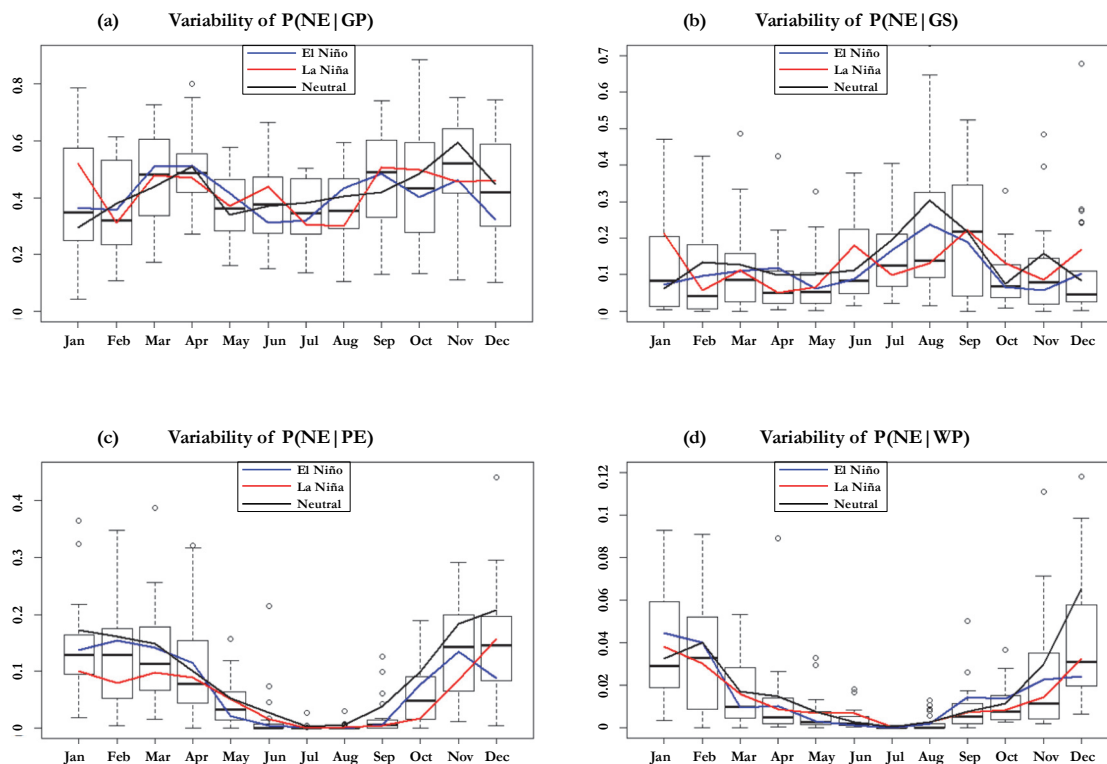 (a) Variability of P(NE|GP)
El Niño
La Niña
Neutral
0.8
0.6
0.4
0.2
0
Jan Feb Mar Apr May Jun Jul Aug Sep Oct Nov Dec
(b) Variability of P(NE|GS)
El Niño
La Niña
Neutral
0.7
0.6
0.5
0.4
0.3
0.2
0.1
0
Jan Feb Mar Apr May Jun Jul Aug Sep Oct Nov Dec
(c) Variability of P(NE|PE)
El Niño
La Niña
Neutral
0.4
0.3
0.2
0.1
0
Jan Feb Mar Apr May Jun Jul Aug Sep Oct Nov Dec
(d) Variability of P(NE|WP)
El Niño
La Niña
Neutral
0.12
0.1
0.08
0.06
0.04
0.02
0
Jan Feb Mar Apr May Jun Jul Aug Sep Oct Nov Dec